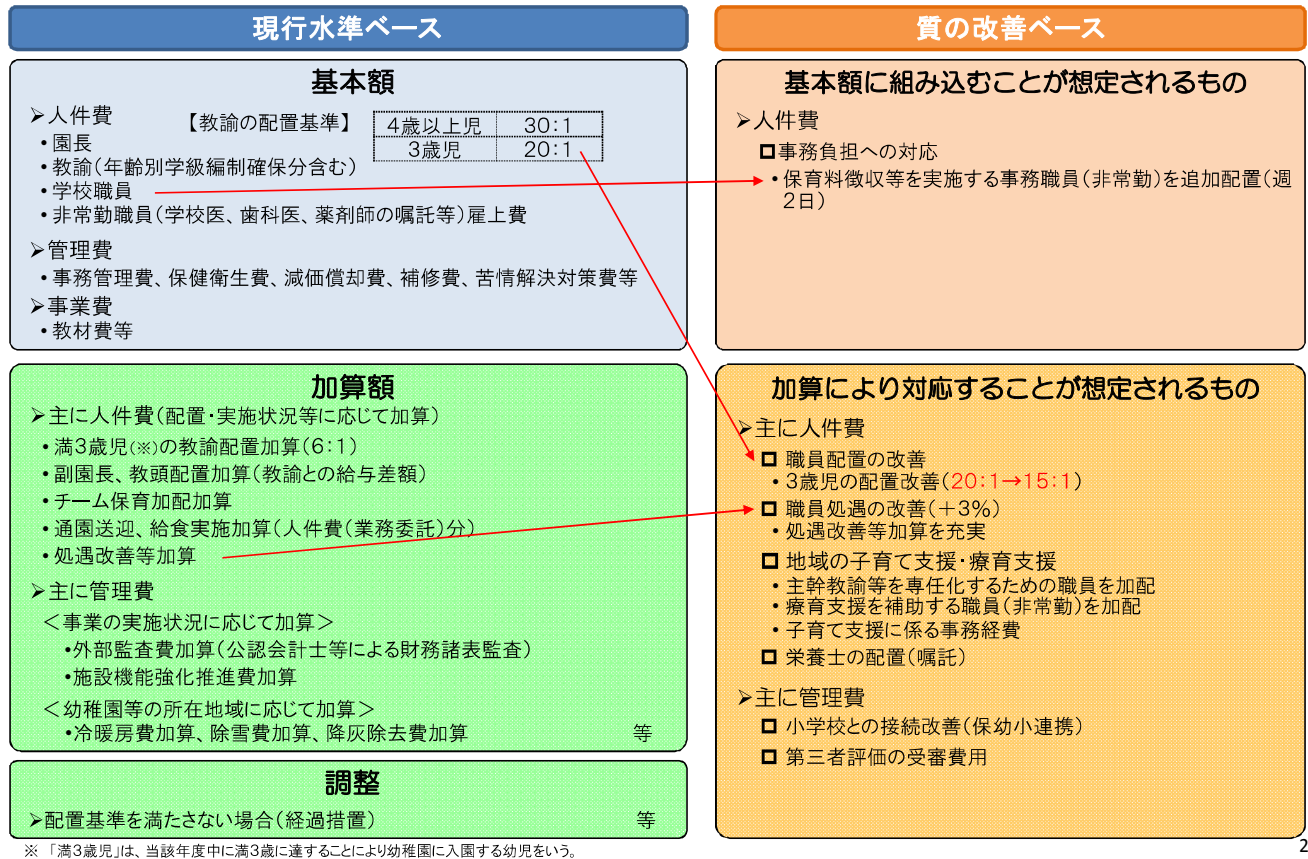 現行水準ベース
基本額
➢人件費
【教諭の配置基準】
4歳以上児 30：1
3歳児 20：1
・園長
・教諭（年齢別学級編制確保分含む）
・学校職員
・非常勤職員（学校医、歯科医、薬剤師の嘱託等）雇上費
➢管理費
・事務管理費、保健衛生費、減価償却費、補修費、苦情解決対策費等
➢事業費
・教材費等
加算額
➢主に人件費（配置・実施状況等に応じて加算）
・満3歳児（※）の教諭配置加算（6：1）
・副園長、教頭配置加算（教諭との給与差額）
・チーム保育加配加算
・通園送迎、給食実施加算（人件費（業務委託）分）
・処遇改善等加算
➢主に管理費
＜事業の実施状況に応じて加算＞
・外部監査費加算（公認会計士等による財務諸表監査）
・施設機能強化推進費加算
＜幼稚園等の所在地域に応じて加算＞
・冷暖房費加算、除雪費加算、降灰除去費加算 等
調整
➢配置基準を満たさない場合（経過措置） 等
※ 「満3歳児」は、当該年度中に満3歳に達することにより幼稚園に入園する幼児をいう。
質の改善ベース
基本額に組み込むことが想定されるもの
➢人件費
□事務負担への対応
・保育料徴収等を実施する事務職員（非常勤）を追加配置（週
2日）
加算により対応することが想定されるもの
➢主に人件費
□ 職員配置の改善
・3歳児の配置改善（20：1→15：1）
□ 職員処遇の改善（＋3％）
・処遇改善等加算を充実
□ 地域の子育て支援・療育支援
・主幹教諭等を専任化するための職員を加配
・療育支援を補助する職員（非常勤）を加配
・子育て支援に係る事務経費
□ 栄養士の配置（嘱託）
➢主に管理費
□ 小学校との接続改善（保幼小連携）
□ 第三者評価の受審費用
2